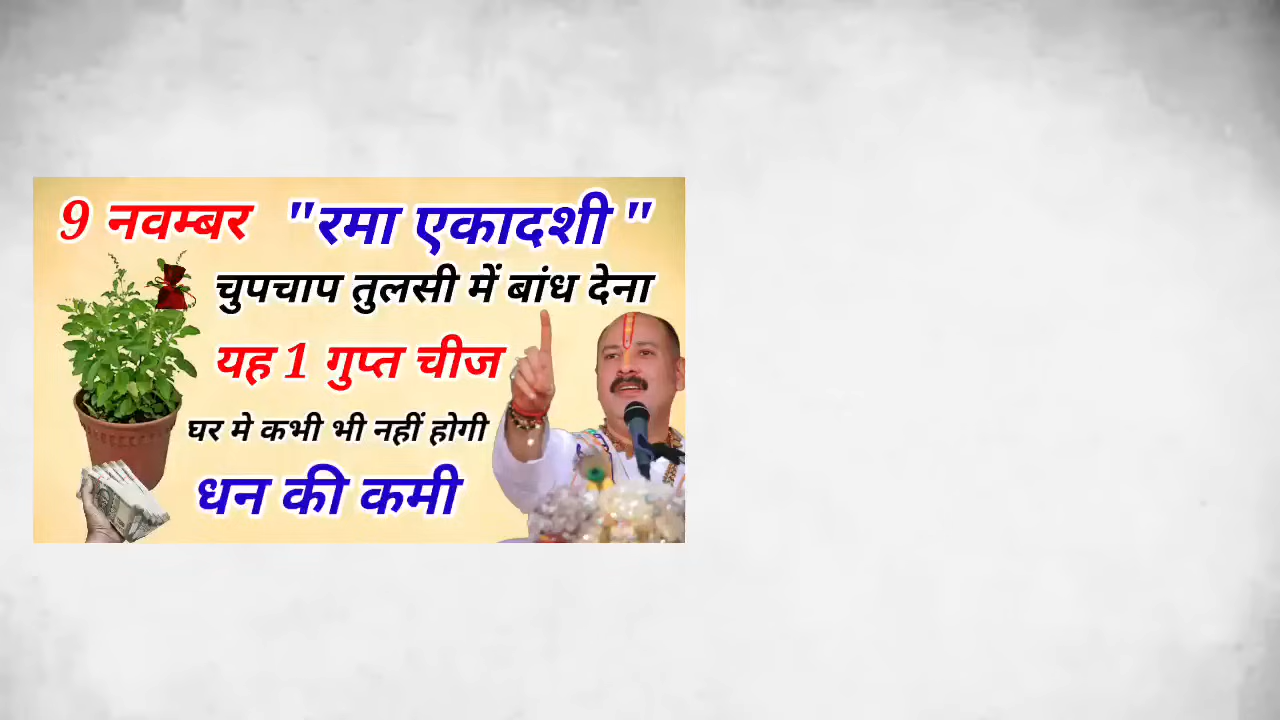 9 नवम्बर "रमा एकादशी"
चुपचाप तुलसी में बांध देना
यह 1 गुप्त चीज
घर मे कभी भी नहीं होगी
धन की कमी